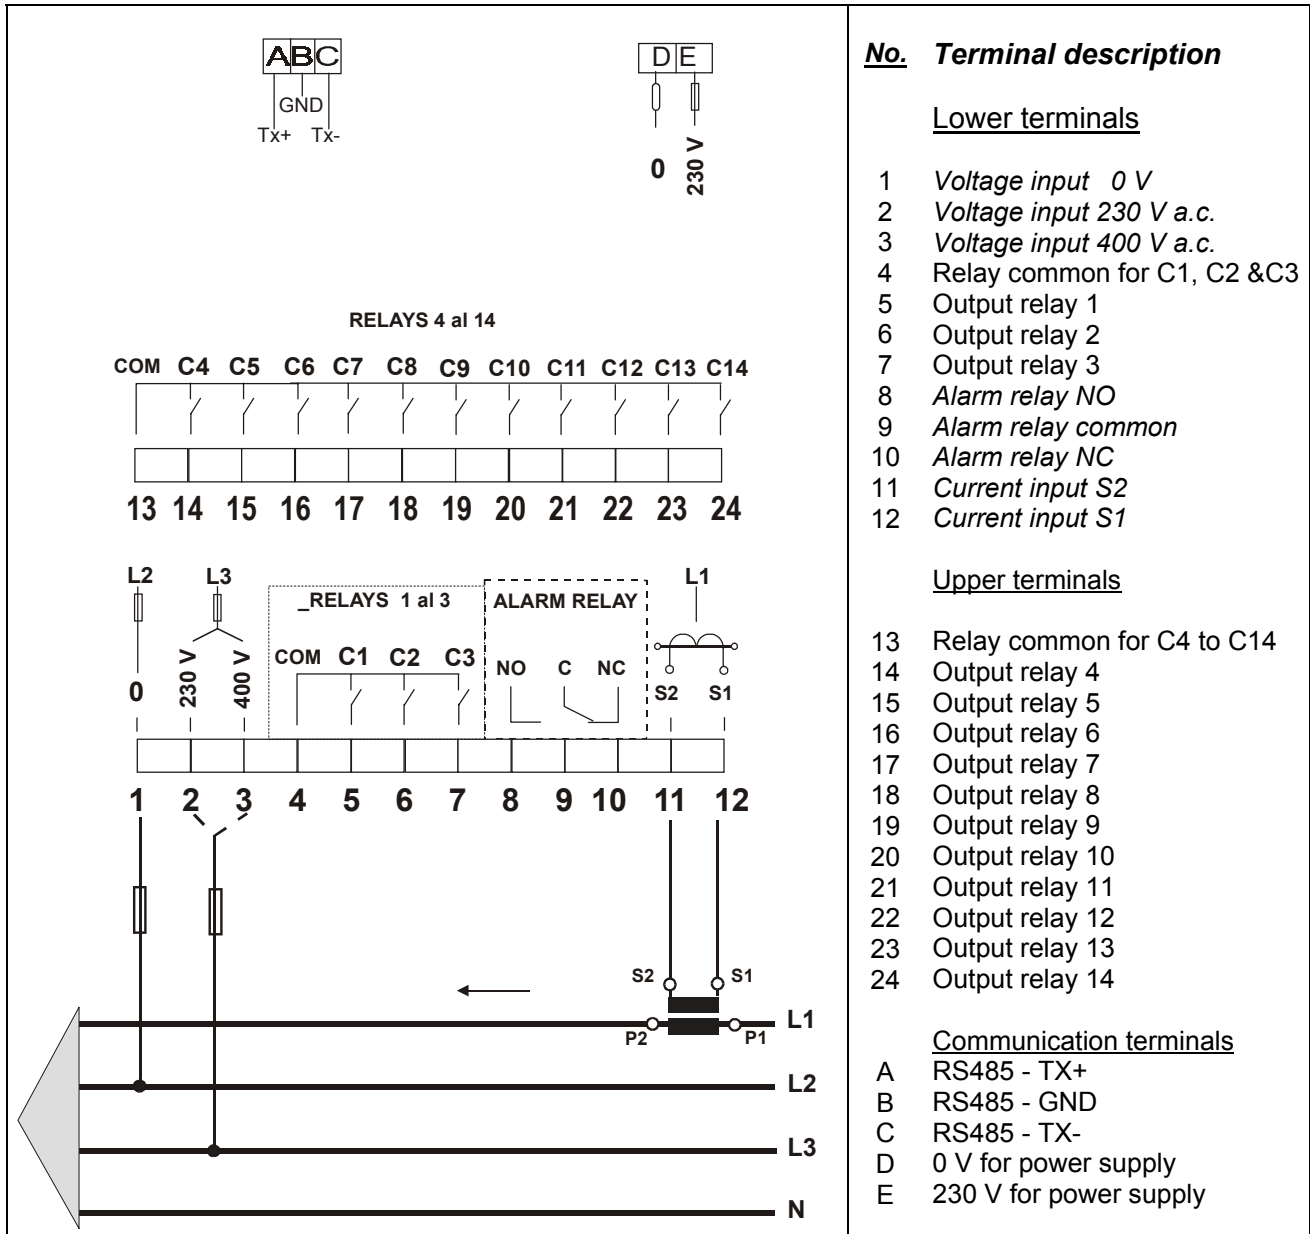 ABC
GND
Tx+ Tx-
D E
0 230 V
RELAYS 4 al 14
COM C4 C5 C6 C7 C8 C9 C10 C11 C12 C13 C14
13 14 15 16 17 18 19 20 21 22 23 24
L2 L3 L1
_RELAYS 1 al 3 ALARM RELAY
0 230 V 400 V
COM C1 C2 C3
NO C NC
S2 S1
1 2 3 4 5 6 7 8 9 10 11 12
S2 S1
P2 P1
L1
L2
L3
N
No. Terminal description
Lower terminals
1 Voltage input 0 V
2 Voltage input 230 V a.c.
3 Voltage input 400 V a.c.
4 Relay common for C1, C2 &C3
5 Output relay 1
6 Output relay 2
7 Output relay 3
8 Alarm relay NO
9 Alarm relay common
10 Alarm relay NC
11 Current input S2
12 Current input S1
Upper terminals
13 Relay common for C4 to C14
14 Output relay 4
15 Output relay 5
16 Output relay 6
17 Output relay 7
18 Output relay 8
19 Output relay 9
20 Output relay 10
21 Output relay 11
22 Output relay 12
23 Output relay 13
24 Output relay 14
Communication terminals
A RS485 - TX+
B RS485 - GND
C RS485 - TX-
D 0 V for power supply
E 230 V for power supply